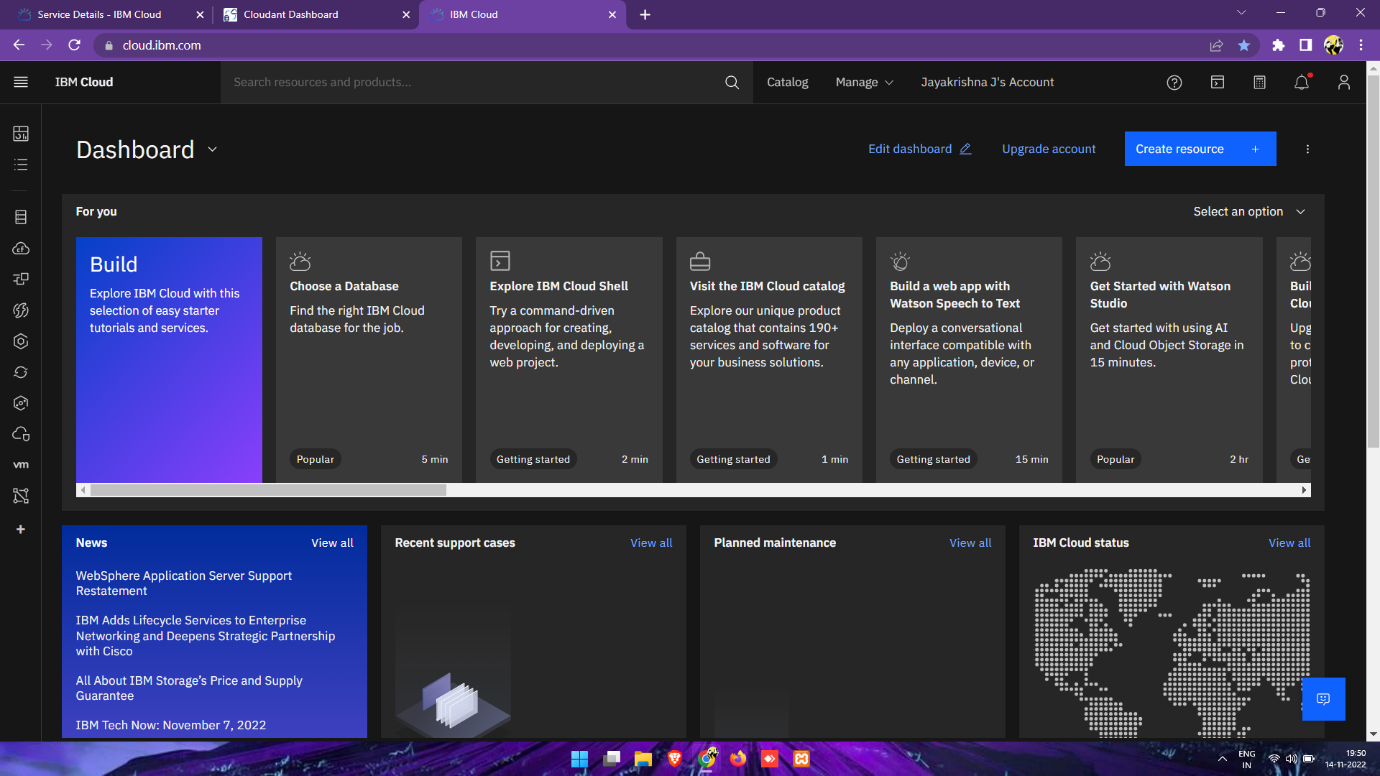 Service Details - IBM Cloud
Cloudant Dashboard
IBM Cloud
cloud.ibm.com
IBM Cloud
Search resources and products...
Catalog
Manage
Jayakrishna J's Account
Dashboard
Edit dashboard
Upgrade account
Create resource +
For you
Select an option
Build
Explore IBM Cloud with this
selection of easy starter
tutorials and services.
Choose a Database
Find the right IBM Cloud
database for the job.
Popular
5 min
Explore IBM Cloud Shell
Try a command-driven
approach for creating,
developing, and deploying a
web project.
Getting started
2 min
Visit the IBM Cloud catalog
Explore our unique product
catalog that contains 190+
services and software for
your business solutions.
Getting started
1 min
Build a web app with
Watson Speech to Text
Deploy a conversational
interface compatible with
any application, device, or
channel.
Getting started
15 min
Get Started with Watson
Studio
Get started with using AI
and Cloud Object Storage in
15 minutes.
Popular
2 hr
Buil
Clou
Upg
to c
prot
Clou
Ge
vm
News
View all
WebSphere Application Server Support
Restatement
IBM Adds Lifecycle Services to Enterprise
Networking and Deepens Strategic Partnership
with Cisco
All About IBM Storage's Price and Supply
Guarantee
IBM Tech Now: November 7, 2022
Recent support cases
View all
Planned maintenance
View all
IBM Cloud status
View all
ENG
IN
19:50
14-11-2022